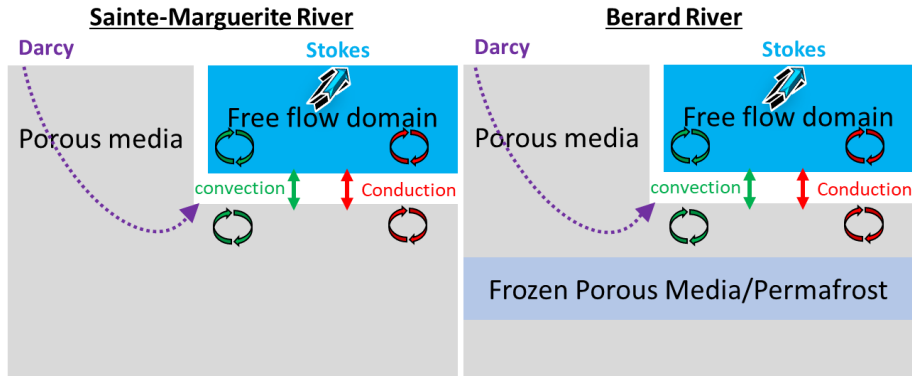 Sainte-Marguerite River
Darcy
Stokes
Porous media
Free flow domain
convection
Conduction
Berard River
Darcy
Stokes
Porous media
Free flow domain
convection
Conduction
Frozen Porous Media/Permafrost